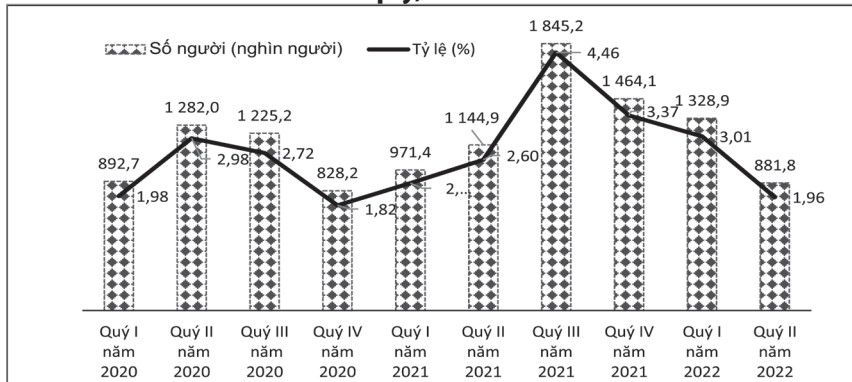 Số người (nghìn người)
Tỷ lệ (%)
892,7
1 282,0
1 225,2
828,2
971,4
1 144,9
1 845,2
1 464,1
1 328,9
881,8
1,98
2,98
2,72
1,82
2,...
2,60
4,46
3,37
3,01
1,96
Quý I năm 2020
Quý II năm 2020
Quý III năm 2020
Quý IV năm 2020
Quý I năm 2021
Quý II năm 2021
Quý III năm 2021
Quý IV năm 2021
Quý I năm 2022
Quý II năm 2022